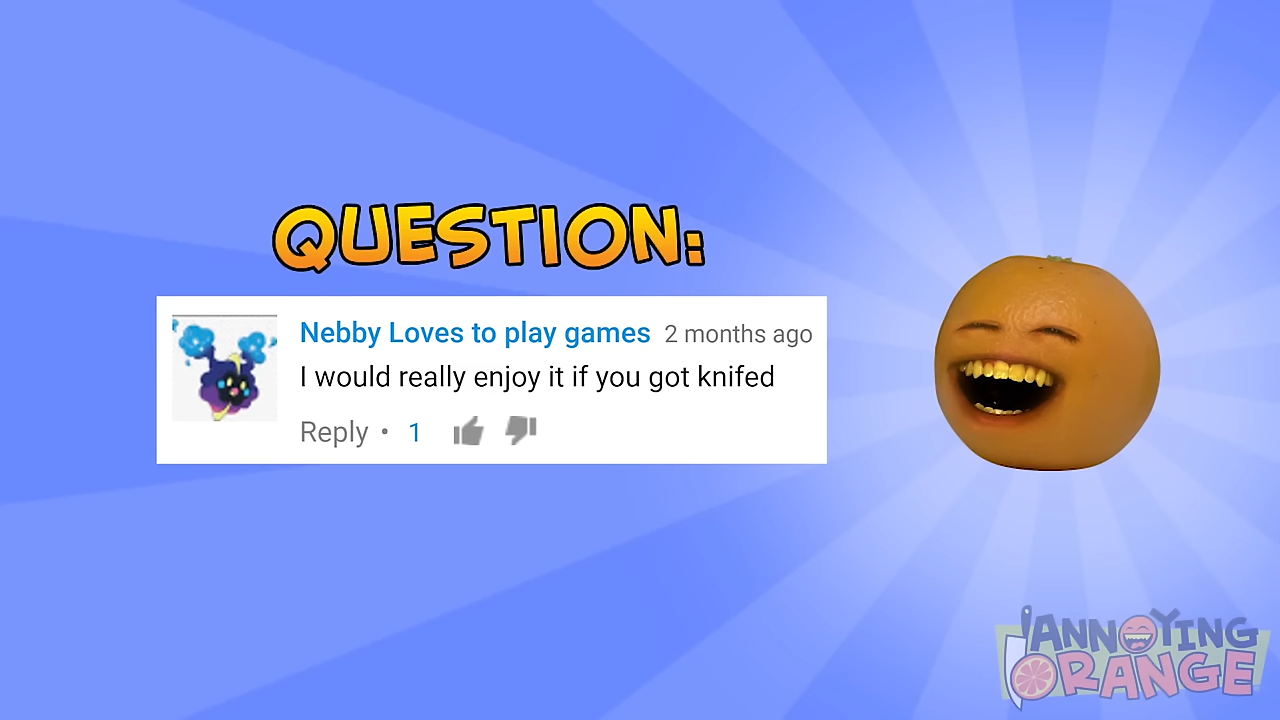 QUESTION:
Nebby Loves to play games 2 months ago
I would really enjoy it if you got knifed
Reply • 1
ANNOYING
ORANGE